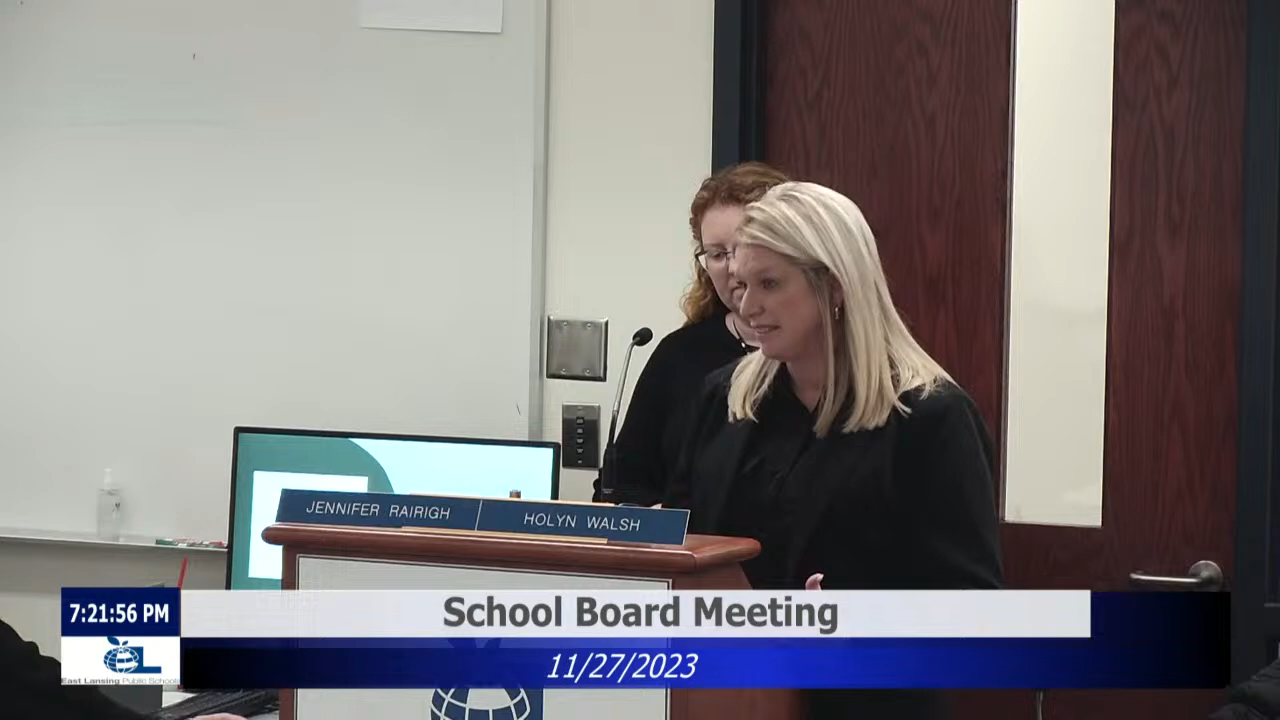 JENNIFER RAIRIGH
HOLYN WALSH
7:21:56 PM
School Board Meeting
11/27/2023
East Lansing Public Schools